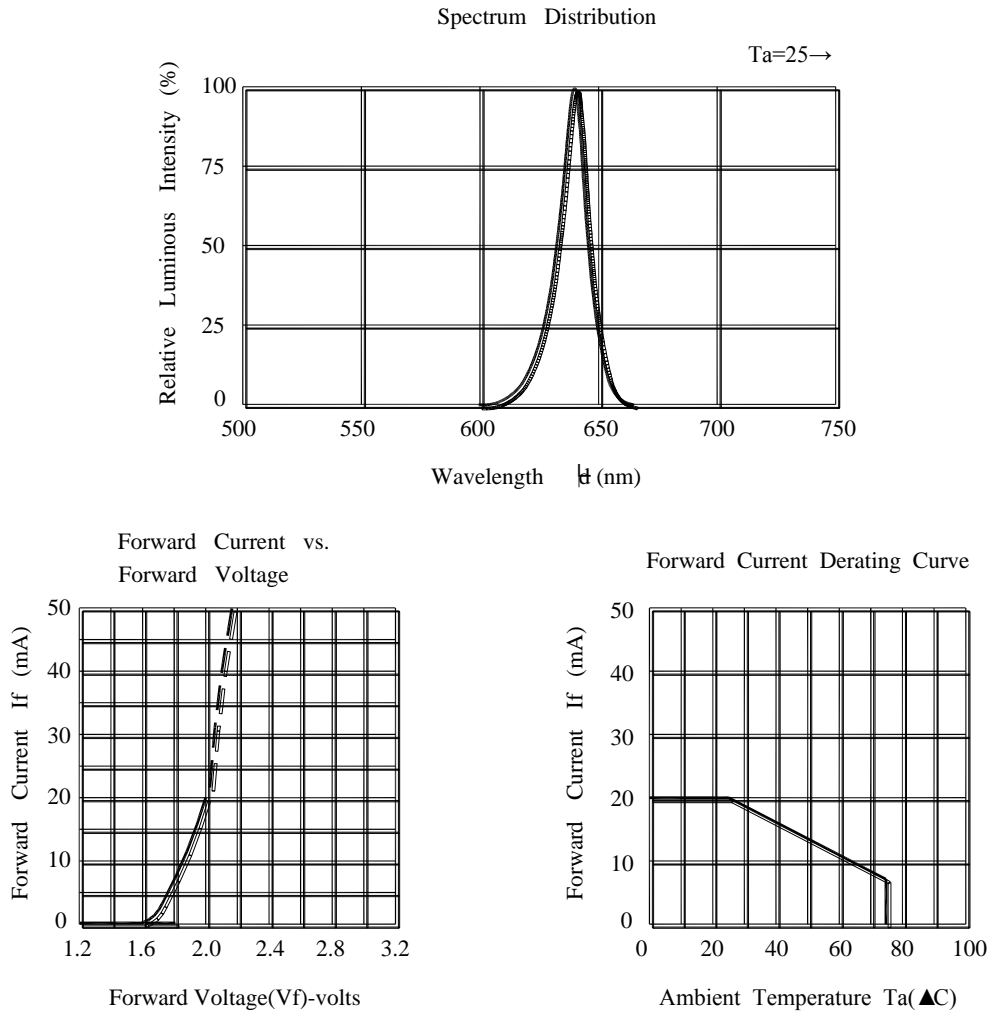 Spectrum Distribution
Ta=25→
Relative Luminous Intensity (%)
100
75
50
25
0
500 550 600 650 700 750
Wavelength d (nm)
Forward Current vs.
Forward Voltage
Forward Current If (mA)
50
40
30
20
10
0
1.2 1.6 2.0 2.4 2.8 3.2
Forward Voltage(Vf)-volts
Forward Current Derating Curve
Forward Current If (mA)
50
40
30
20
10
0
0 20 40 60 80 100
Ambient Temperature Ta(▲C)